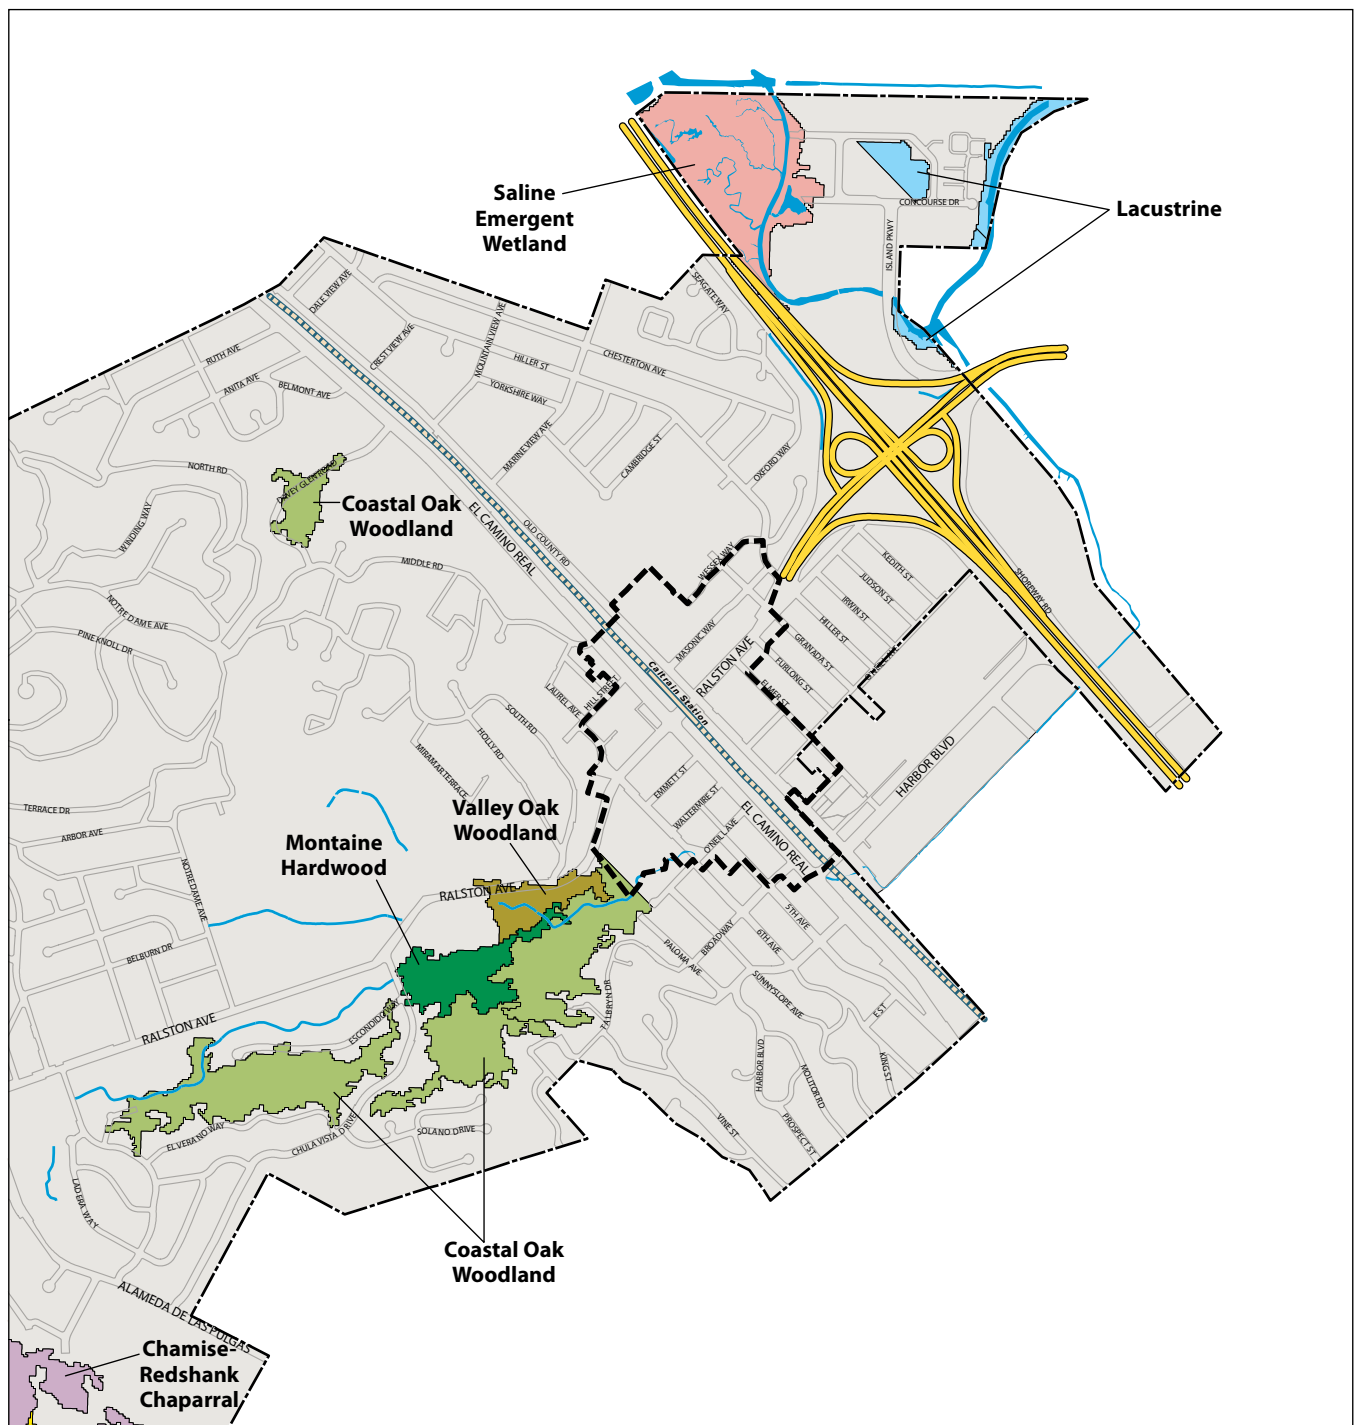 Saline
Emergent
Wetland
Lacustrine
CONCOURSE DR
ISLAND PKWY
SEAGATE WAY
DALE VIEW AVE
CREST VIEW AVE
MOUNTAIN VIEW AVE
HILLER ST
CHESTERTON AVE
YORKSHIRE WAY
MARINE VIEW AVE
CAMBRIDGE ST
OXFORD WAY
RUTH AVE
ANITA AVE
BELMONT AVE
NORTH RD
DEWEY GLEN ROAD
Coastal Oak
Woodland
WINDING WAY
EL CAMINO REAL
OLD COUNTY RD
MIDDLE RD
NOTRE DAME AVE
PINE KNOLL DR
WESSEX WAY
KEDITH ST
JUDSON ST
IRWIN ST
HILLER ST
GRANADA ST
FURLONG ST
ELMER ST
SHOREWAY RD
MASONIC WAY
RALSTON AVE
Caltrain Station
LAUREL AVE
HILL STREET
SOUTH RD
HOLLY RD
MIRAMAR TERRACE
HARBOR BLVD
EMMETT ST
WALTERMIRE ST
O'NEILL AVE
EL CAMINO REAL
TERRACE DR
ARBOR AVE
NOTRE DAME AVE
Valley Oak
Woodland
Montaine
Hardwood
RALSTON AVE
BELBURN DR
5TH AVE
6TH AVE
BROADWAY
PALOMA AVE
SUNNYSLOPE AVE
TALBRYN DR
E ST
KING ST
HARBOR BLVD
MOLITOR RD
PROSPECT ST
VINE ST
RALSTON AVE
ESCONDIDO WAY
EL VERANO WAY
CHULA VISTA DRIVE
SOLANO DRIVE
LADERA WAY
Coastal Oak
Woodland
ALAMEDA DE LAS PULGAS
Chamise-
Redshank
Chaparral